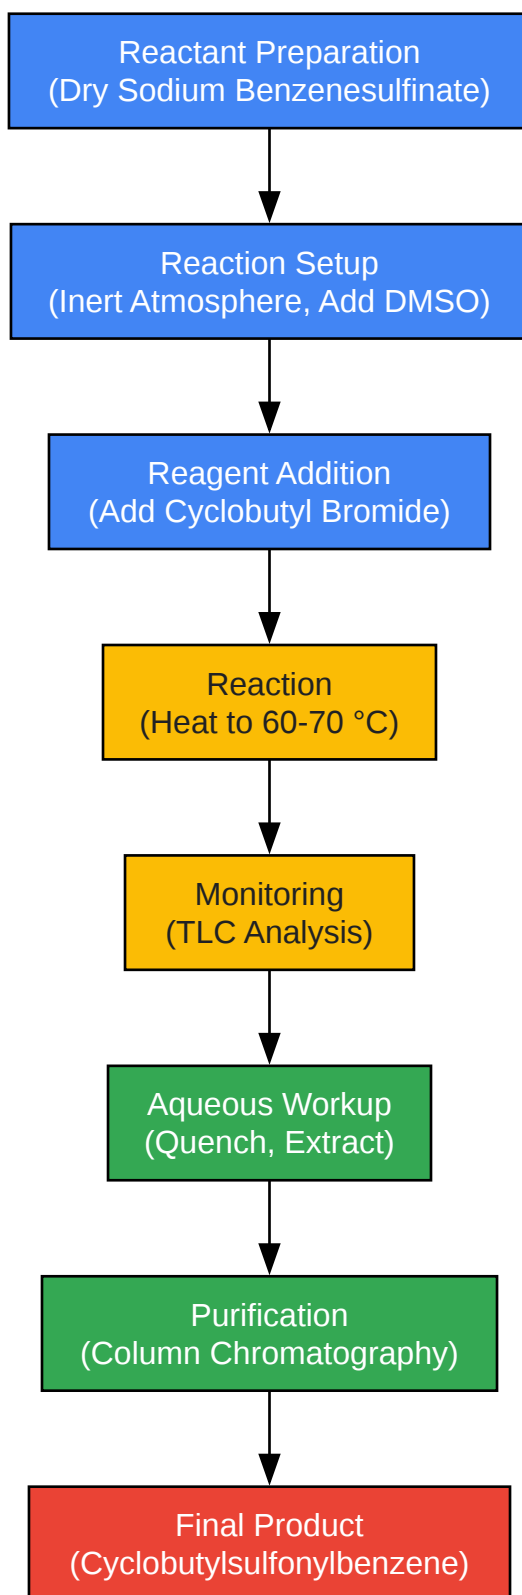 Reactant Preparation
(Dry Sodium Benzenesulfinate)
Reaction Setup
(Inert Atmosphere, Add DMSO)
Reagent Addition
(Add Cyclobutyl Bromide)
Reaction
(Heat to 60-70 °C)
Monitoring
(TLC Analysis)
Aqueous Workup
(Quench, Extract)
Purification
(Column Chromatography)
Final Product
(Cyclobutylsulfonylbenzene)